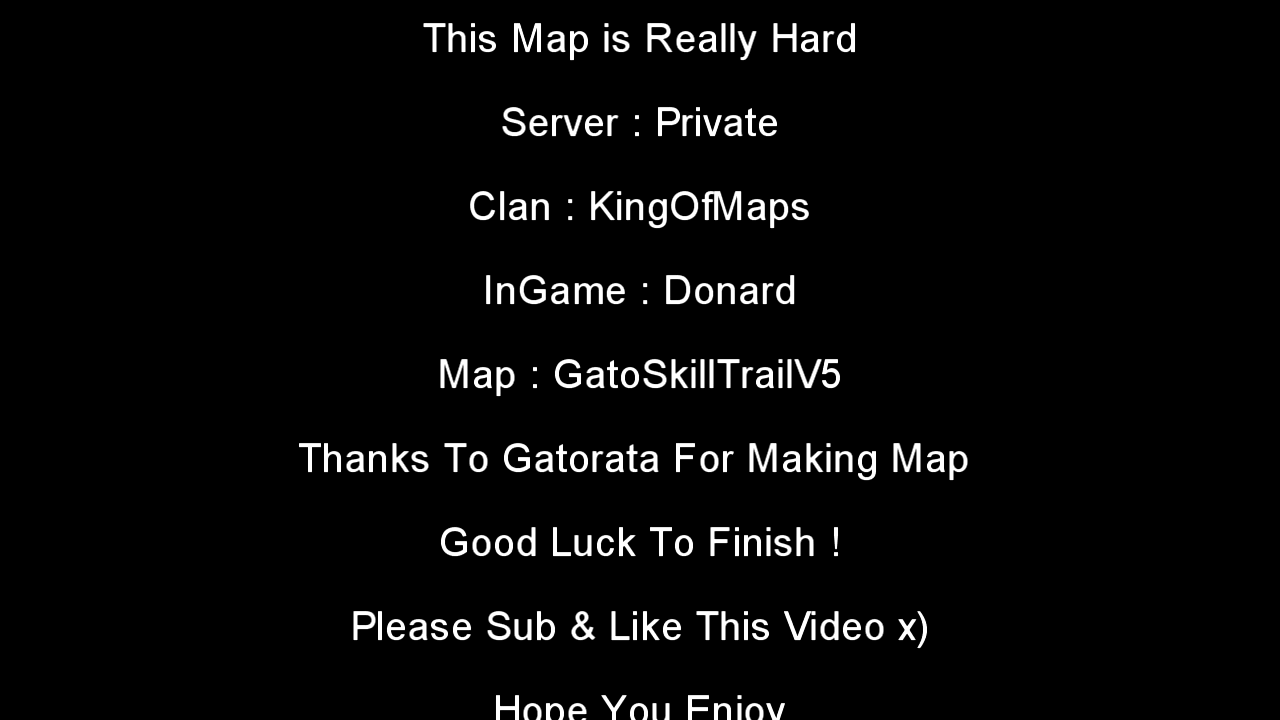 This Map is Really Hard
Server : Private
Clan : KingOfMaps
InGame : Donard
Map : GatoSkillTrailV5
Thanks To Gatorata For Making Map
Good Luck To Finish !
Please Sub & Like This Video x)
Hope You Enjoy